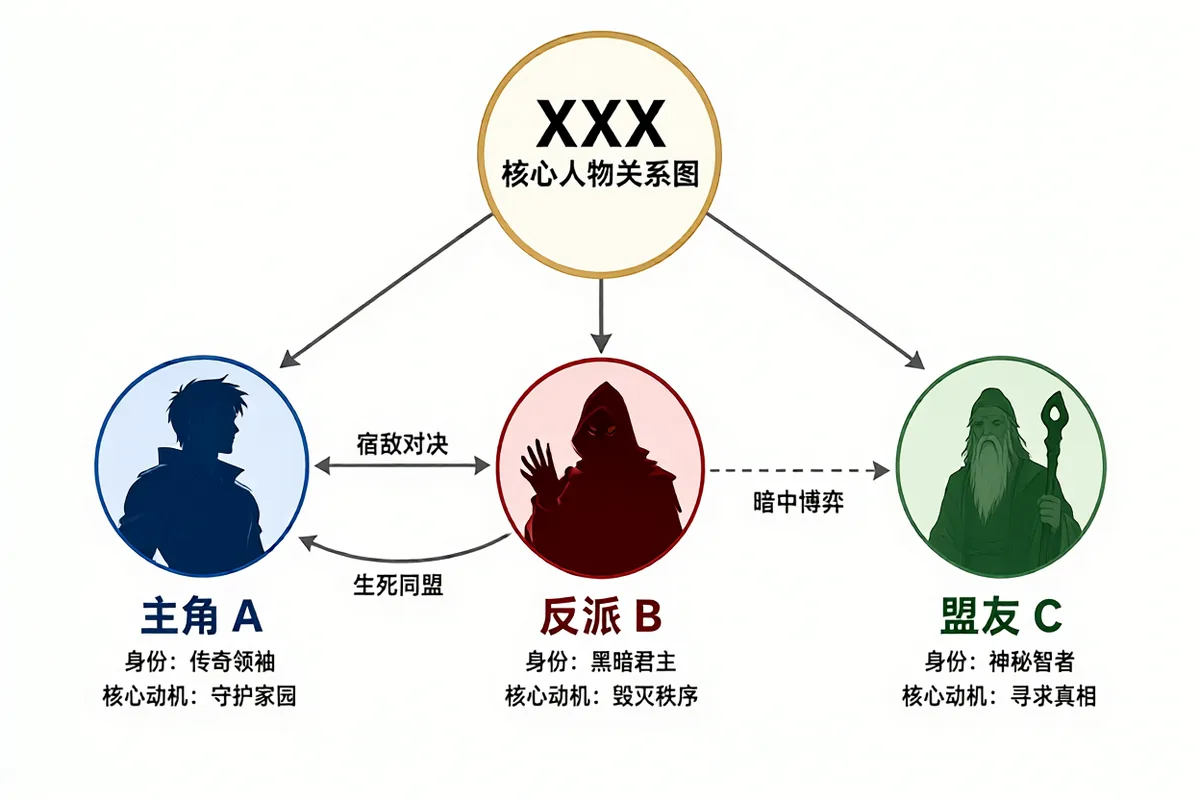 XXX
核心人物关系图
宿敌对决
暗中博弈
生死同盟
主角 A
身份：传奇领袖
核心动机：守护家园
反派 B
身份：黑暗君主
核心动机：毁灭秩序
盟友 C
身份：神秘智者
核心动机：寻求真相